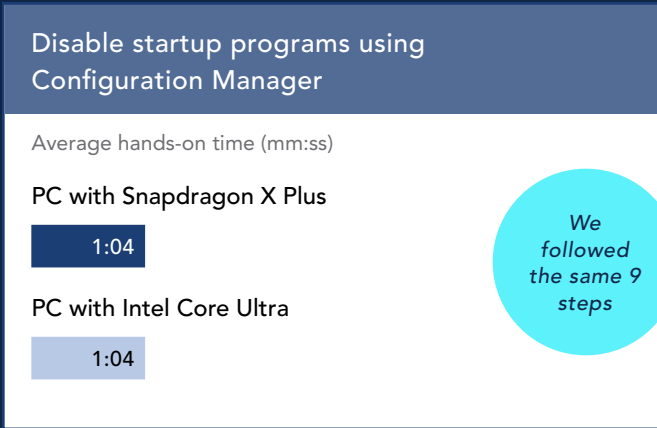 Disable startup programs using
Configuration Manager
Average hands-on time (mm:ss)
PC with Snapdragon X Plus
1:04
We
followed
the same 9
steps
PC with Intel Core Ultra
1:04